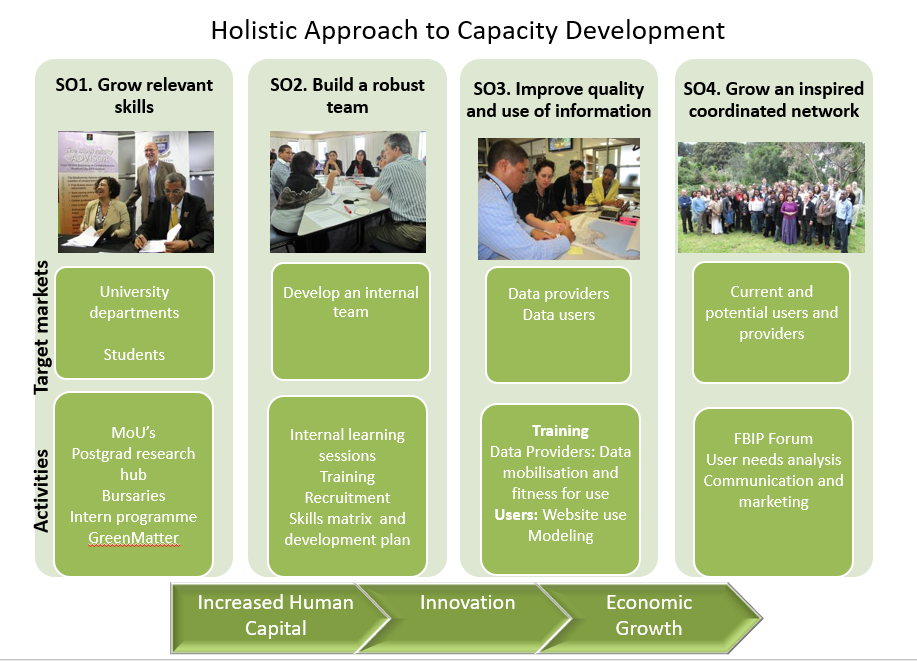 Holistic Approach to Capacity Development
SO1. Grow relevant
skills
SO2. Build a robust
team
SO3. Improve quality
and use of information
SO4. Grow an inspired
coordinated network
Target markets
University
departments
Students
Develop an internal
team
Data providers
Data users
Current and
potential users and
providers
Activities
MoU’s
Postgrad research
hub
Bursaries
Intern programme
GreenMatter
Internal learning
sessions
Training
Recruitment
Skills matrix and
development plan
Training
Data Providers: Data
mobilisation and
fitness for use
Users: Website use
Modeling
FBIP Forum
User needs analysis
Communication and
marketing
Increased Human
Capital
Innovation
Economic
Growth